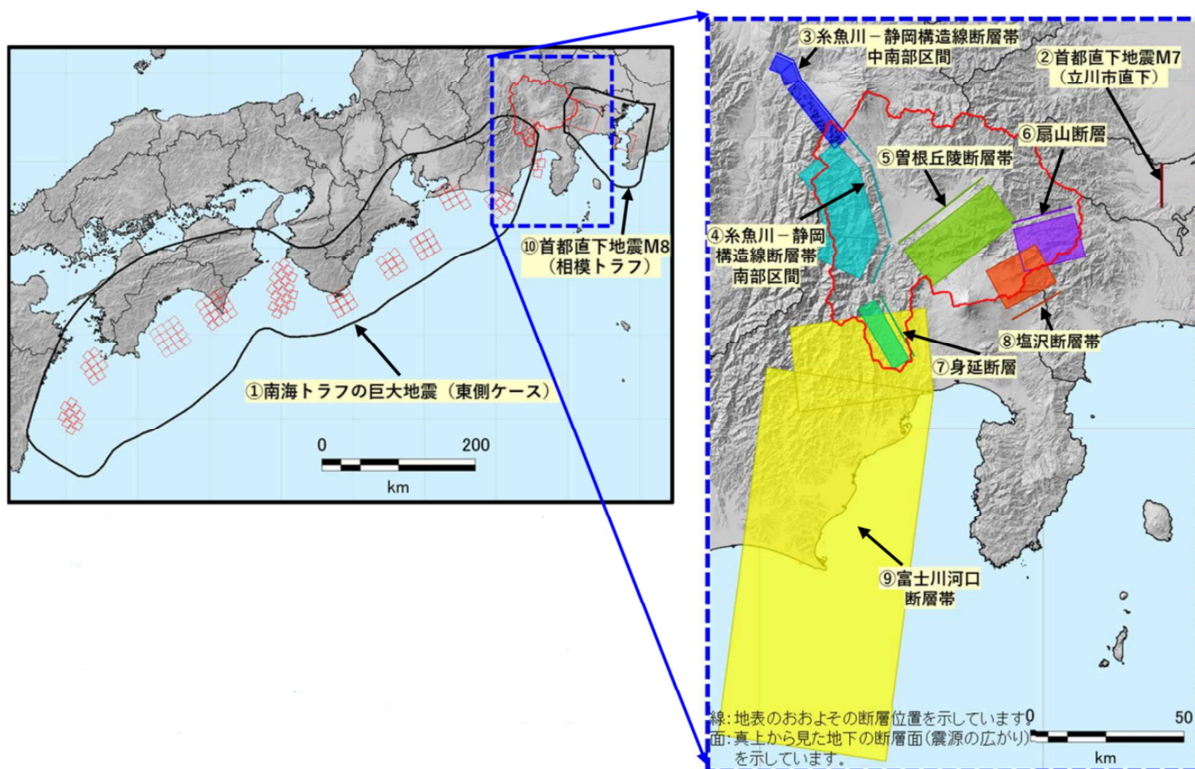 ①南海トラフの巨大地震（東側ケース）
⑩首都直下地震M8
（相模トラフ）
0 200
km
③糸魚川－静岡構造線断層帯
中南部区間
②首都直下地震M7
（立川市直下）
⑥扇山断層
⑤曽根丘陵断層帯
④糸魚川－静岡
構造線断層帯
南部区間
⑧塩沢断層帯
⑦身延断層
⑨富士川河口
断層帯
線:地表のおおよその断層位置を示しています。
面:真上から見た地下の断層面(震源の広がり)
を示しています。
0 50
km